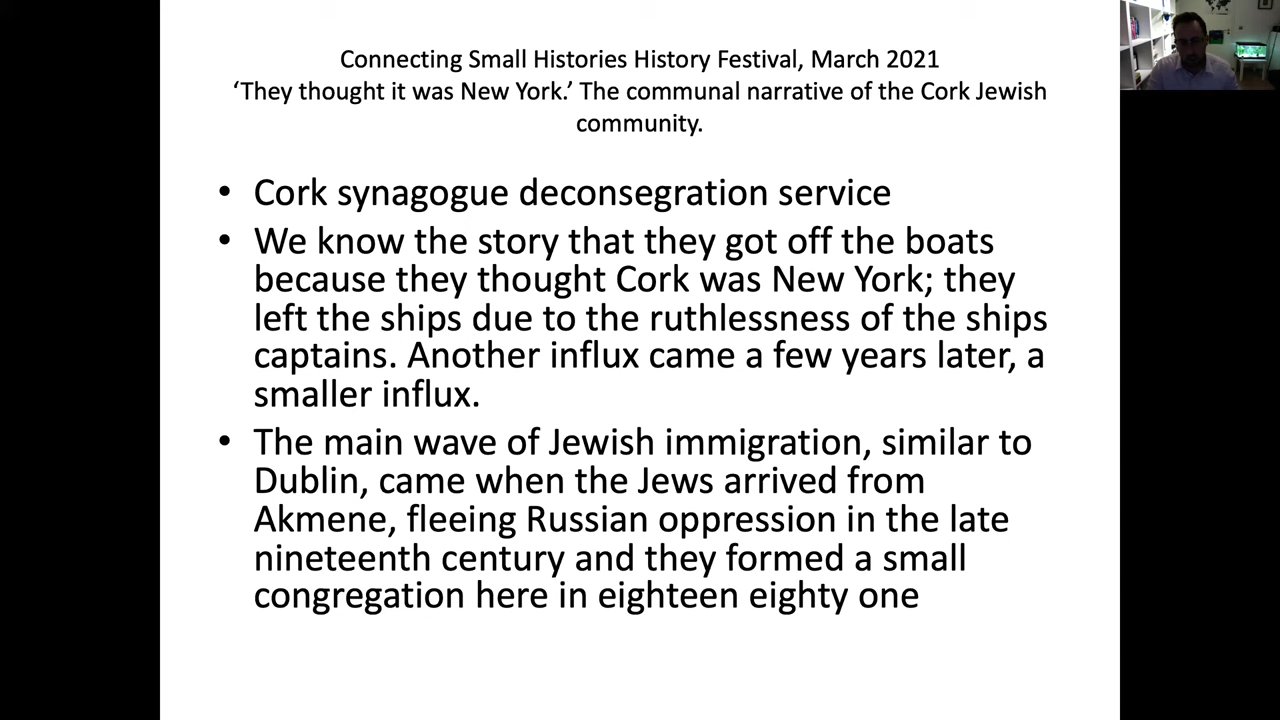 Connecting Small Histories History Festival, March 2021
‘They thought it was New York.’ The communal narrative of the Cork Jewish
community.
• Cork synagogue deconsegration service
• We know the story that they got off the boats
because they thought Cork was New York; they
left the ships due to the ruthlessness of the ships
captains. Another influx came a few years later, a
smaller influx.
• The main wave of Jewish immigration, similar to
Dublin, came when the Jews arrived from
Akmene, fleeing Russian oppression in the late
nineteenth century and they formed a small
congregation here in eighteen eighty one